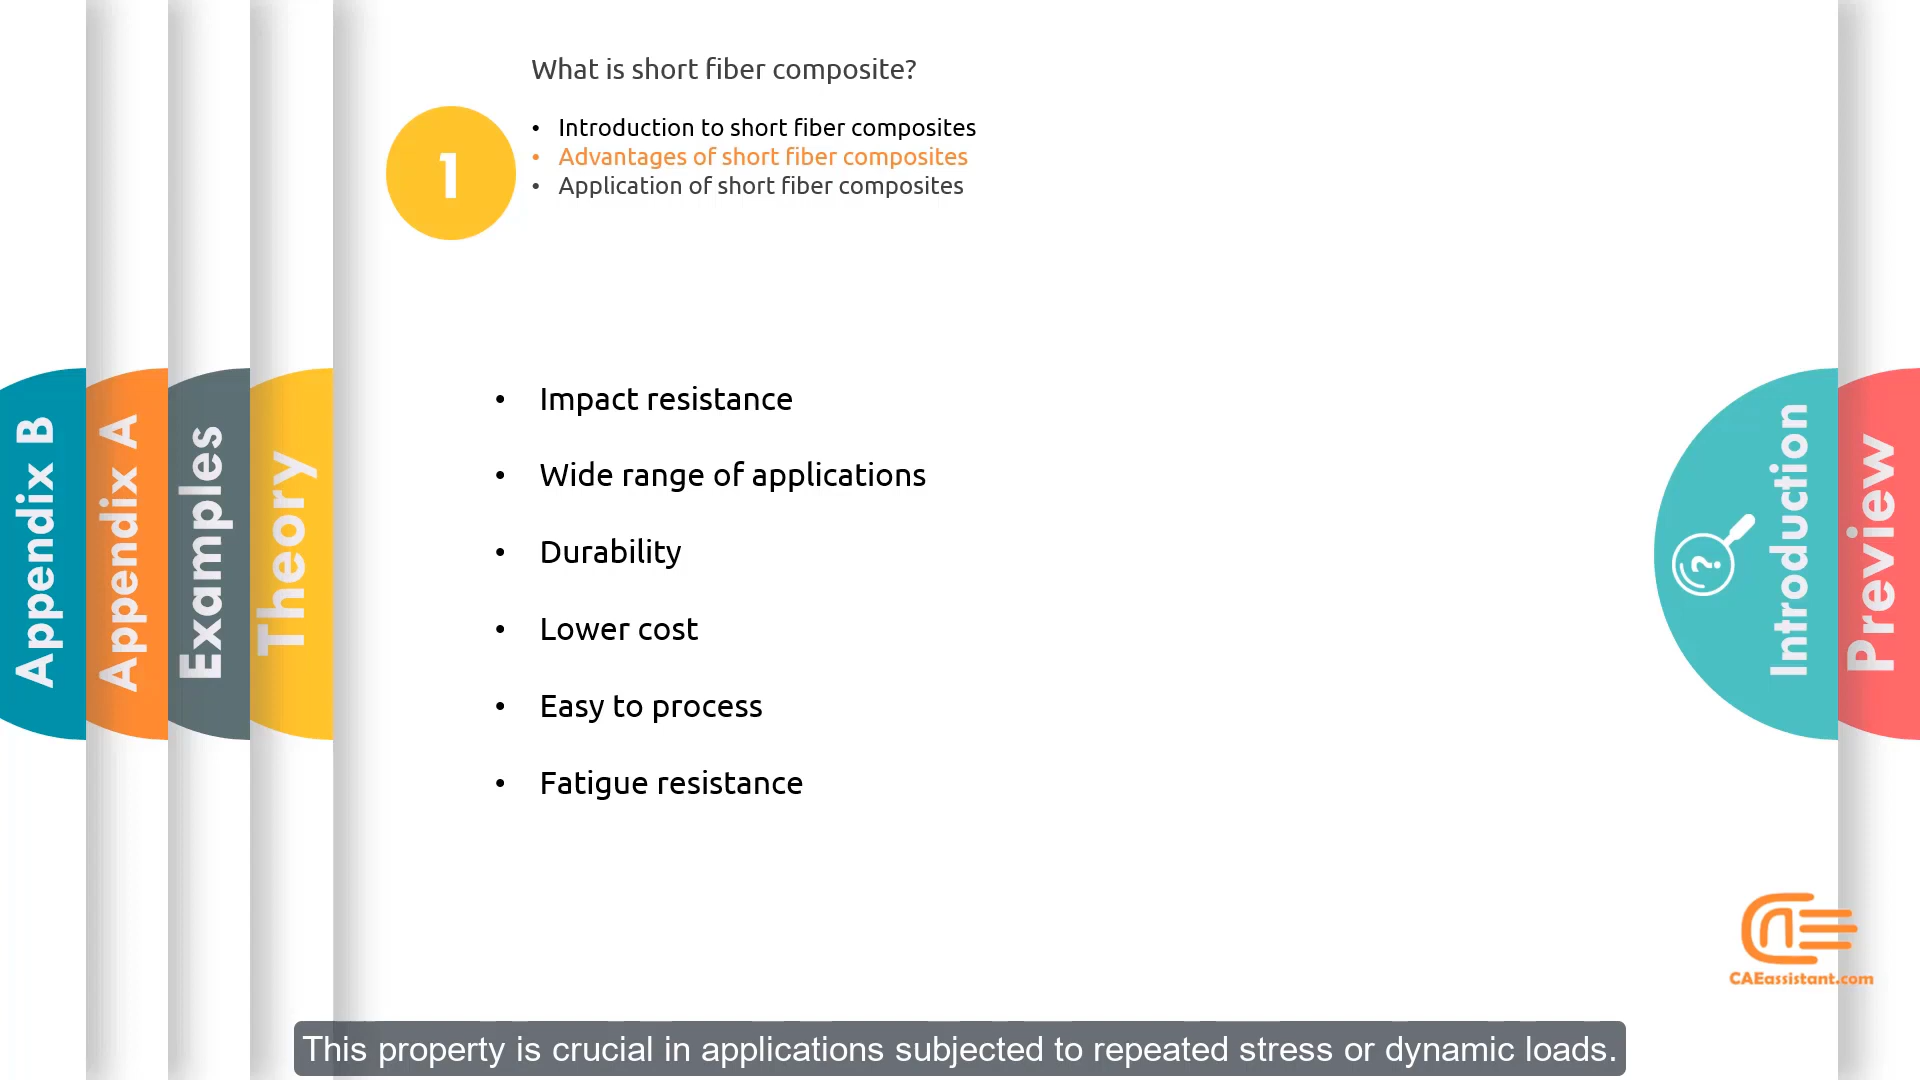 What is short fiber composite?
1
• Introduction to short fiber composites
• Advantages of short fiber composites
• Application of short fiber composites
• Impact resistance
• Wide range of applications
• Durability
• Lower cost
• Easy to process
• Fatigue resistance
Appendix B
Appendix A
Examples
Theory
?
Introduction
Preview
CAEassistant.com
This property is crucial in applications subjected to repeated stress or dynamic loads.